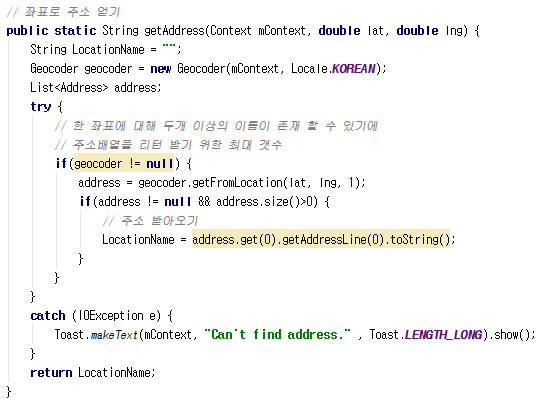 // 좌표로 주소 얻기
public static String getAddress(Context mContext, double lat, double lng) {
    String LocationName = "";
    Geocoder geocoder = new Geocoder(mContext, Locale.KOREAN);
    List<Address> address;
    try {
        // 한 좌표에 대해 두개 이상의 이름이 존재 할 수 있기에
        // 주소배열을 리턴 받기 위한 최대 갯수
        if(geocoder != null) {
            address = geocoder.getFromLocation(lat, lng, 1);
            if(address != null && address.size()>0) {
                // 주소 받아오기
                LocationName = address.get(0).getAddressLine(0).toString();
            }
        }
    }
    catch (IOException e) {
        Toast.makeText(mContext, "Can't find address." , Toast.LENGTH_LONG).show();
    }
    return LocationName;
}